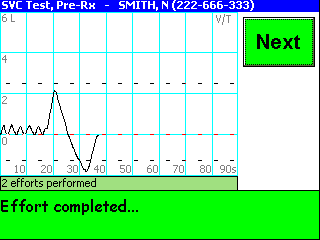 SVC Test, Pre-Rx - SMITH, N (222-666-333)
6 L V/T
Next
4
2
0
10 20 30 40 50 60 70 80 90s
2 efforts performed
Effort completed...